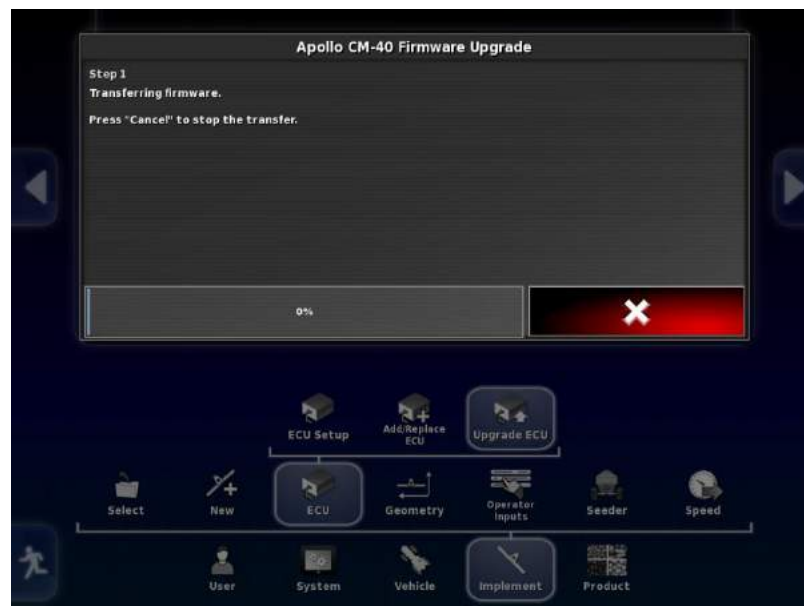 Apollo CM-40 Firmware Upgrade
Step 1
Transferring firmware.
Press "Cancel" to stop the transfer.
0%
ECU Setup
Add/Replace
ECU
Upgrade ECU
Select
New
ECU
Geometry
Operator
Inputs
Seeder
Speed
User
System
Vehicle
Implement
Product